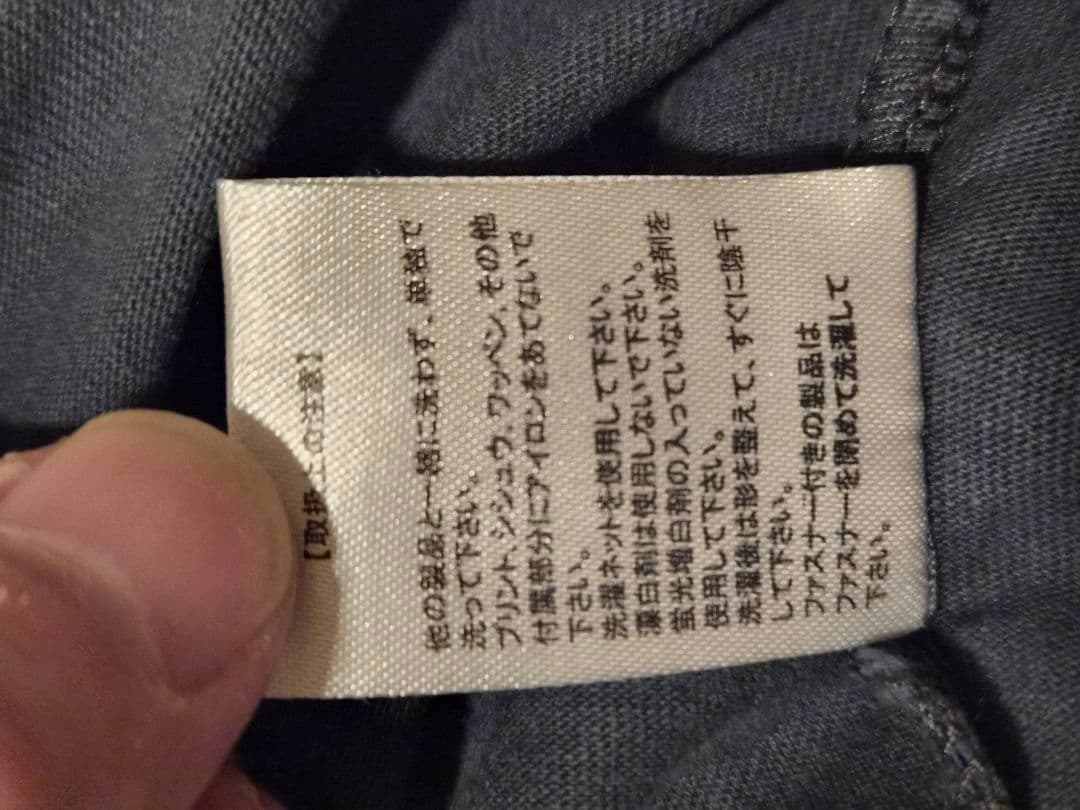 【取扱上の注意】
他の製品と一緒に洗わず、単独で
洗って下さい。
プリント、シシュウ、ワッペン、その他
付属部分にアイロンをあてないで
下さい。
洗濯ネットを使用して下さい。
漂白剤は使用しないで下さい。
蛍光増白剤の入っていない洗剤を
使用して下さい。
洗濯後は形を整えて、すぐに陰干
しして下さい。
ファスナー付きの製品は
ファスナーを閉めて洗濯して
下さい。